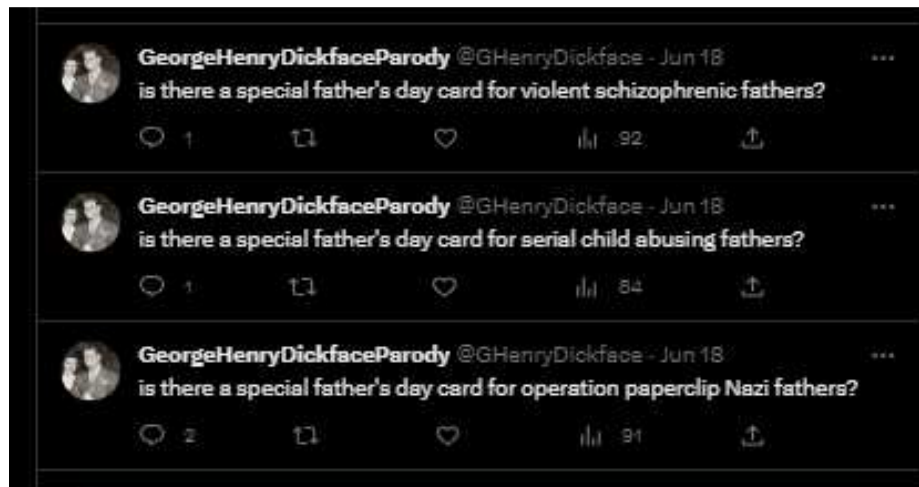 GeorgeHenryDickfaceParody @GHenryDickface · Jun 18
is there a special father's day card for violent schizophrenic fathers?
1 92
GeorgeHenryDickfaceParody @GHenryDickface · Jun 18
is there a special father's day card for serial child abusing fathers?
1 84
GeorgeHenryDickfaceParody @GHenryDickface · Jun 18
is there a special father's day card for operation paperclip Nazi fathers?
2 91